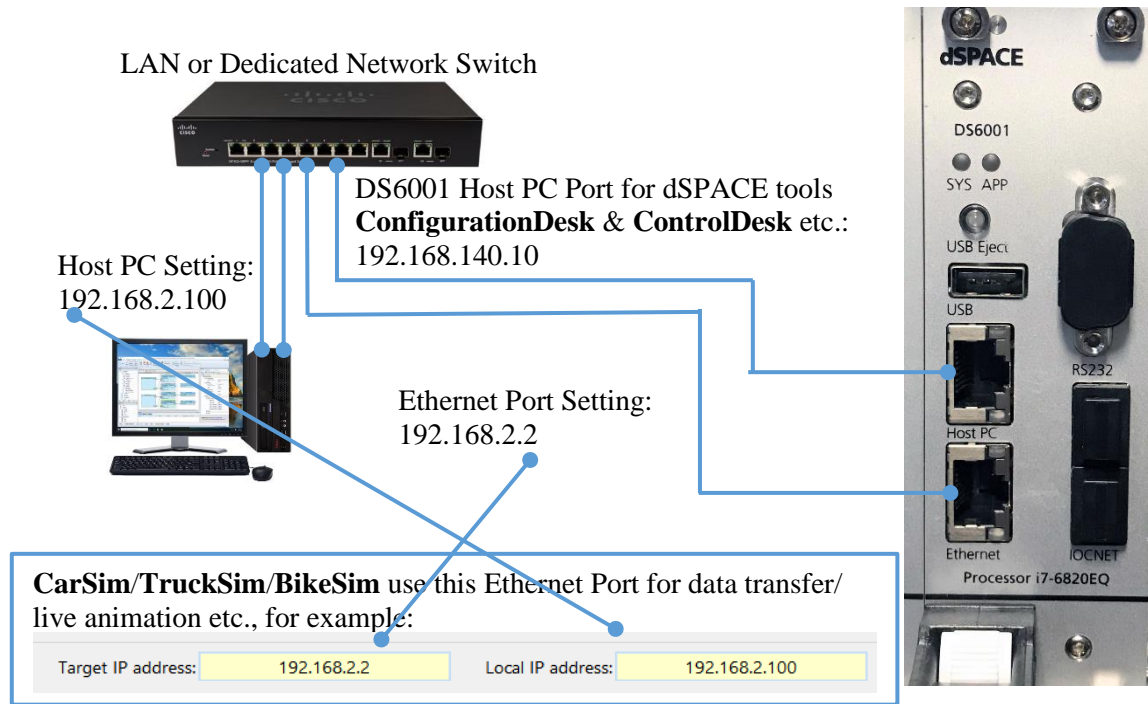 LAN or Dedicated Network Switch
cisco
DS6001 Host PC Port for dSPACE tools
ConfigurationDesk & ControlDesk etc.:
192.168.140.10
Host PC Setting:
192.168.2.100
Ethernet Port Setting:
192.168.2.2
CarSim/TruckSim/BikeSim use this Ethernet Port for data transfer/
live animation etc., for example:
Target IP address: 192.168.2.2 Local IP address: 192.168.2.100
dSPACE
DS6001
SYS APP
USB Eject
USB
RS232
Host PC
Ethernet IOCNET
Processor i7-6820EQ